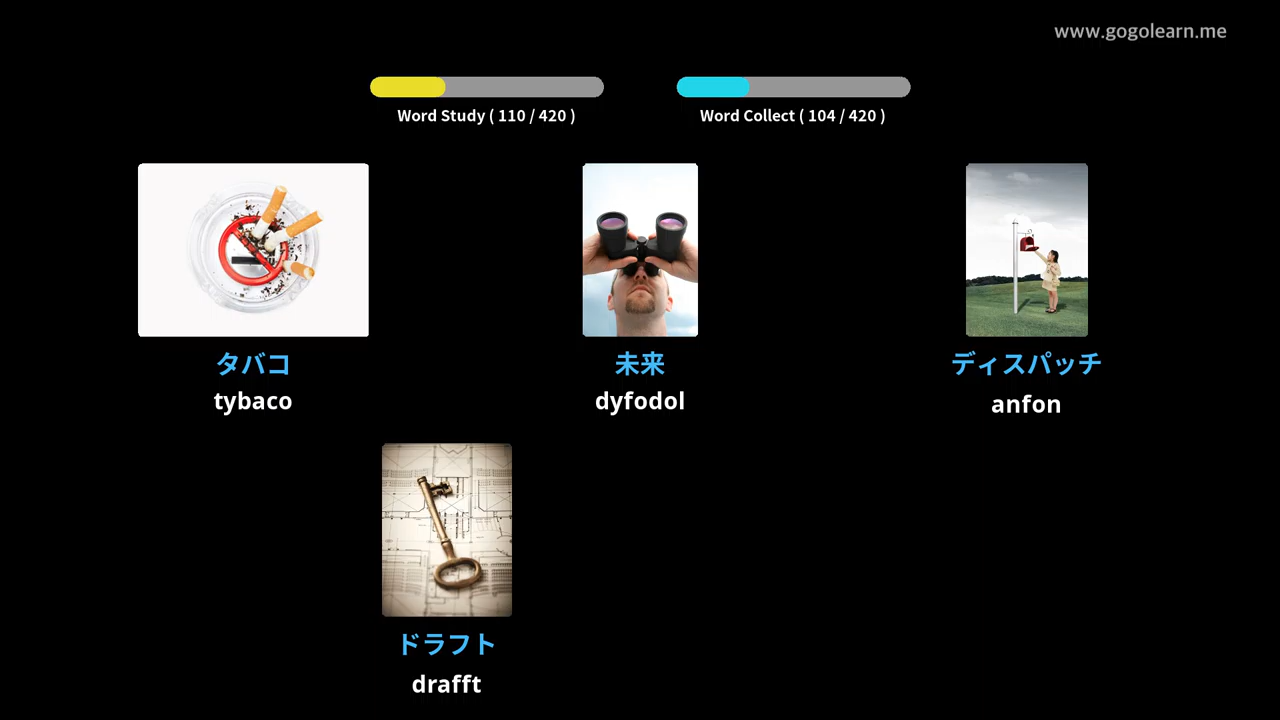 www.gogolearn.me
Word Study ( 110 / 420 )
Word Collect ( 104 / 420 )
タバコ
tybaco
未来
dyfodol
ディスパッチ
anfon
ドラフト
drafft